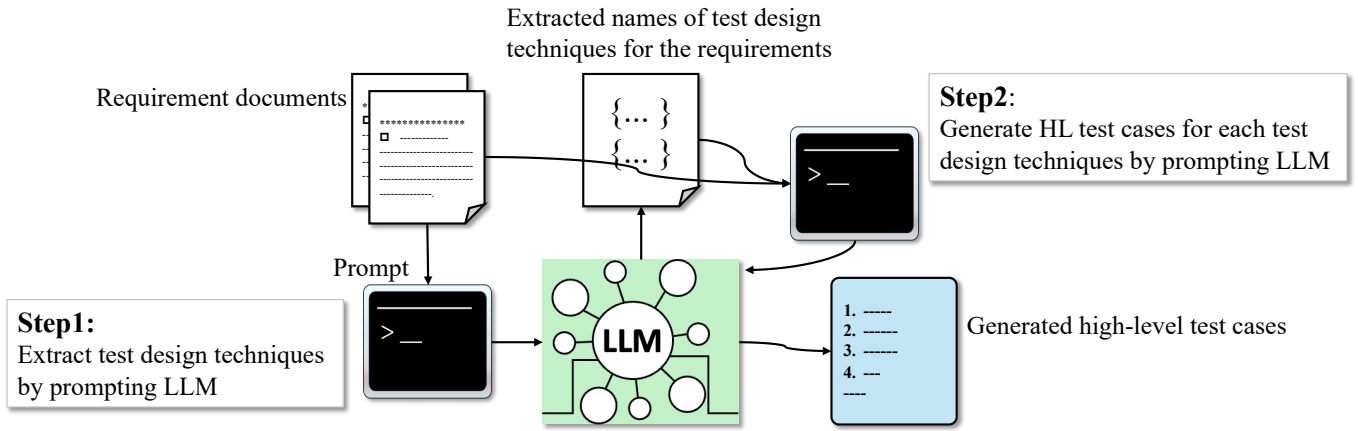 Extracted names of test design
techniques for the requirements
Requirement documents
***************
{... }
{... }
Step2:
Generate HL test cases for each test
design techniques by prompting LLM
>_
Prompt
>_
Step1:
Extract test design techniques
by prompting LLM
LLM
1. -----
2. ------
3. ------
4. ---
----
Generated high-level test cases